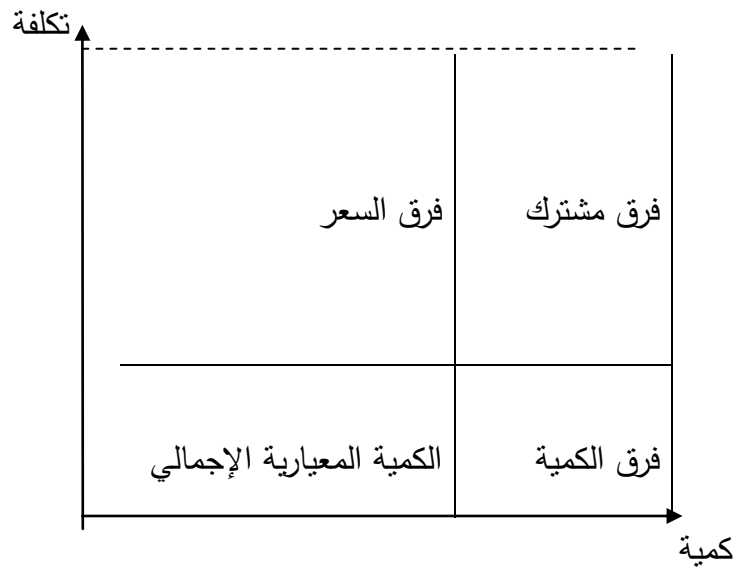 تكلفة
فرق مشترك
فرق السعر
فرق الكمية
الكمية المعيارية الإجمالي
كمية